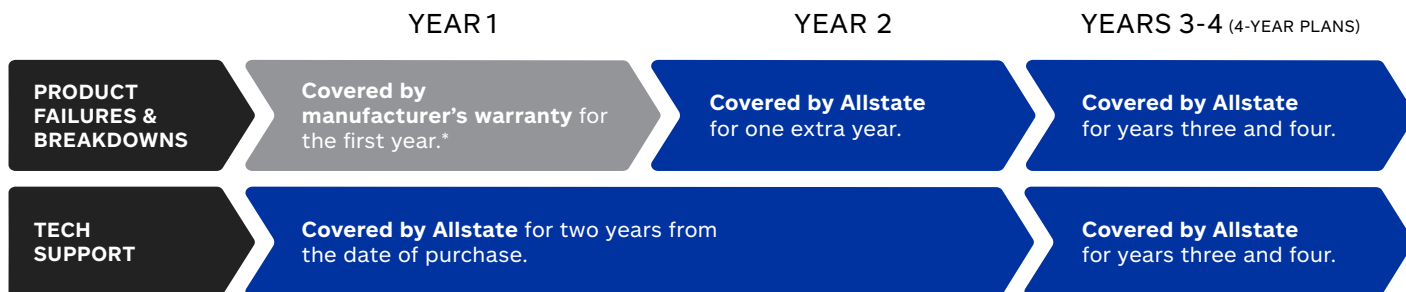 YEAR 1
YEAR 2
YEARS 3-4 (4-YEAR PLANS)
PRODUCT
FAILURES &
BREAKDOWNS
Covered by
manufacturer’s warranty for
the first year.*
Covered by Allstate
for one extra year.
Covered by Allstate
for years three and four.
TECH
SUPPORT
Covered by Allstate for two years from
the date of purchase.
Covered by Allstate
for years three and four.